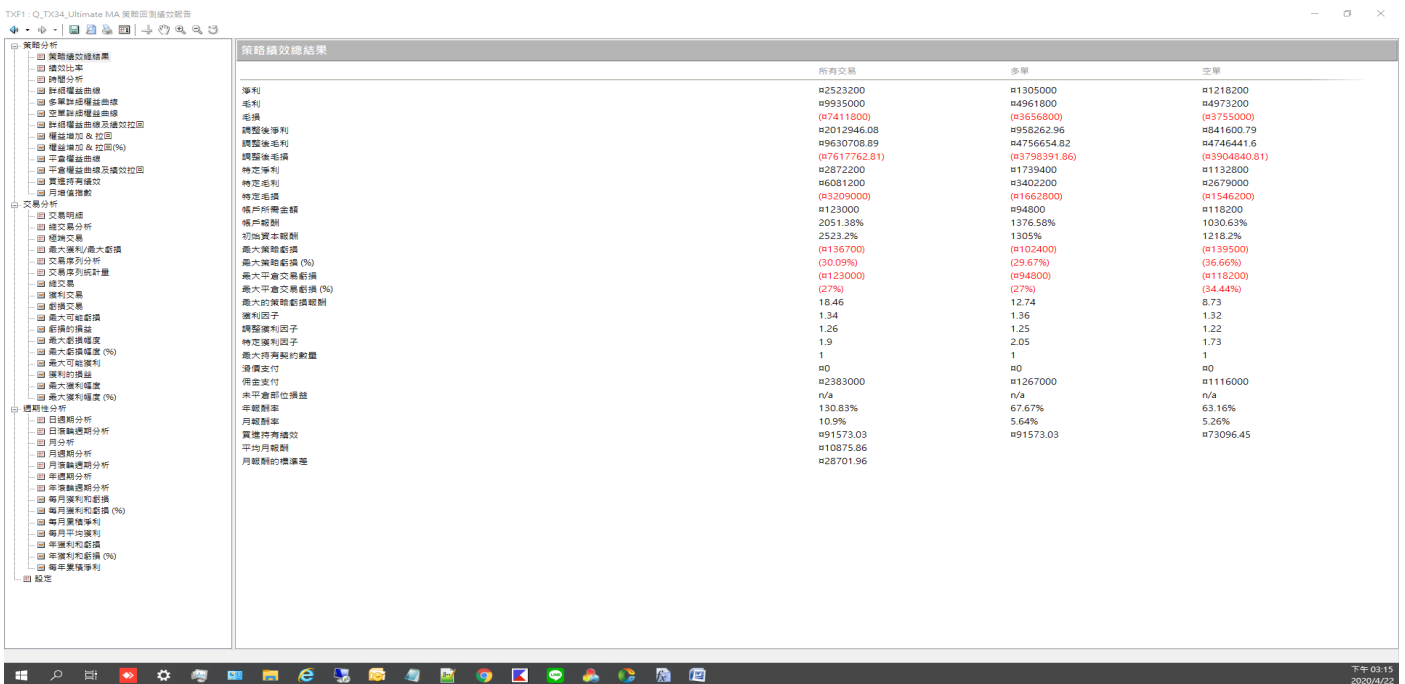 TXF1 : Q_TX34_Ultimate MA 策略回測績效報告
策略分析
策略績效總結果
績效比率
時間分析
詳細權益曲線
多單詳細權益曲線
空單詳細權益曲線
詳細權益曲線及績效拉回
權益增加 & 拉回
權益增加 & 拉回(%)
平倉權益曲線
平倉權益曲線及績效拉回
買進持有績效
月增值指數
交易分析
交易明細
總交易分析
極端交易
最大獲利/最大虧損
交易序列分析
交易序列統計量
總交易
獲利交易
虧損交易
最大可能虧損
虧損的損益
最大虧損幅度
最大虧損幅度 (%)
最大可能獲利
獲利的損益
最大獲利幅度
最大獲利幅度 (%)
週期性分析
日週期分析
日滾輪週期分析
月分析
月週期分析
月滾輪週期分析
年週期分析
年滾輪週期分析
每月獲利和虧損
每月獲利和虧損 (%)
每月累積淨利
每月平均獲利
年獲利和虧損
年獲利和虧損 (%)
每年累積淨利
設定
策略績效總結果
所有交易 多單 空單
淨利 ¤2523200 ¤1305000 ¤1218200
毛利 ¤9935000 ¤4961800 ¤4973200
毛損 (¤7411800) (¤3656800) (¤3755000)
調整後淨利 ¤2012946.08 ¤958262.96 ¤841600.79
調整後毛利 ¤9630708.89 ¤4756654.82 ¤4746441.6
調整後毛損 (¤7617762.81) (¤3798391.86) (¤3904840.81)
特定淨利 ¤2872200 ¤1739400 ¤1132800
特定毛利 ¤6081200 ¤3402200 ¤2679000
特定毛損 (¤3209000) (¤1662800) (¤1546200)
帳戶所需金額 ¤123000 ¤94800 ¤118200
帳戶報酬 2051.38% 1376.58% 1030.63%
初始資本報酬 2523.2% 1305% 1218.2%
最大策略虧損 (¤136700) (¤102400) (¤139500)
最大策略虧損 (%) (30.09%) (29.67%) (36.66%)
最大平倉交易虧損 (¤123000) (¤94800) (¤118200)
最大平倉交易虧損 (%) (27%) (27%) (34.44%)
最大的策略虧損報酬 18.46 12.74 8.73
獲利因子 1.34 1.36 1.32
調整獲利因子 1.26 1.25 1.22
特定獲利因子 1.9 2.05 1.73
最大持有契約數量 1 1 1
滑價支付 ¤0 ¤0 ¤0
佣金支付 ¤2383000 ¤1267000 ¤1116000
未平倉部位損益 n/a n/a n/a
年報酬率 130.83% 67.67% 63.16%
月報酬率 10.9% 5.64% 5.26%
買進持有績效 ¤91573.03 ¤91573.03 ¤73096.45
平均月報酬 ¤10875.86
月報酬的標準差 ¤28701.96
下午 03:15
2020/4/22